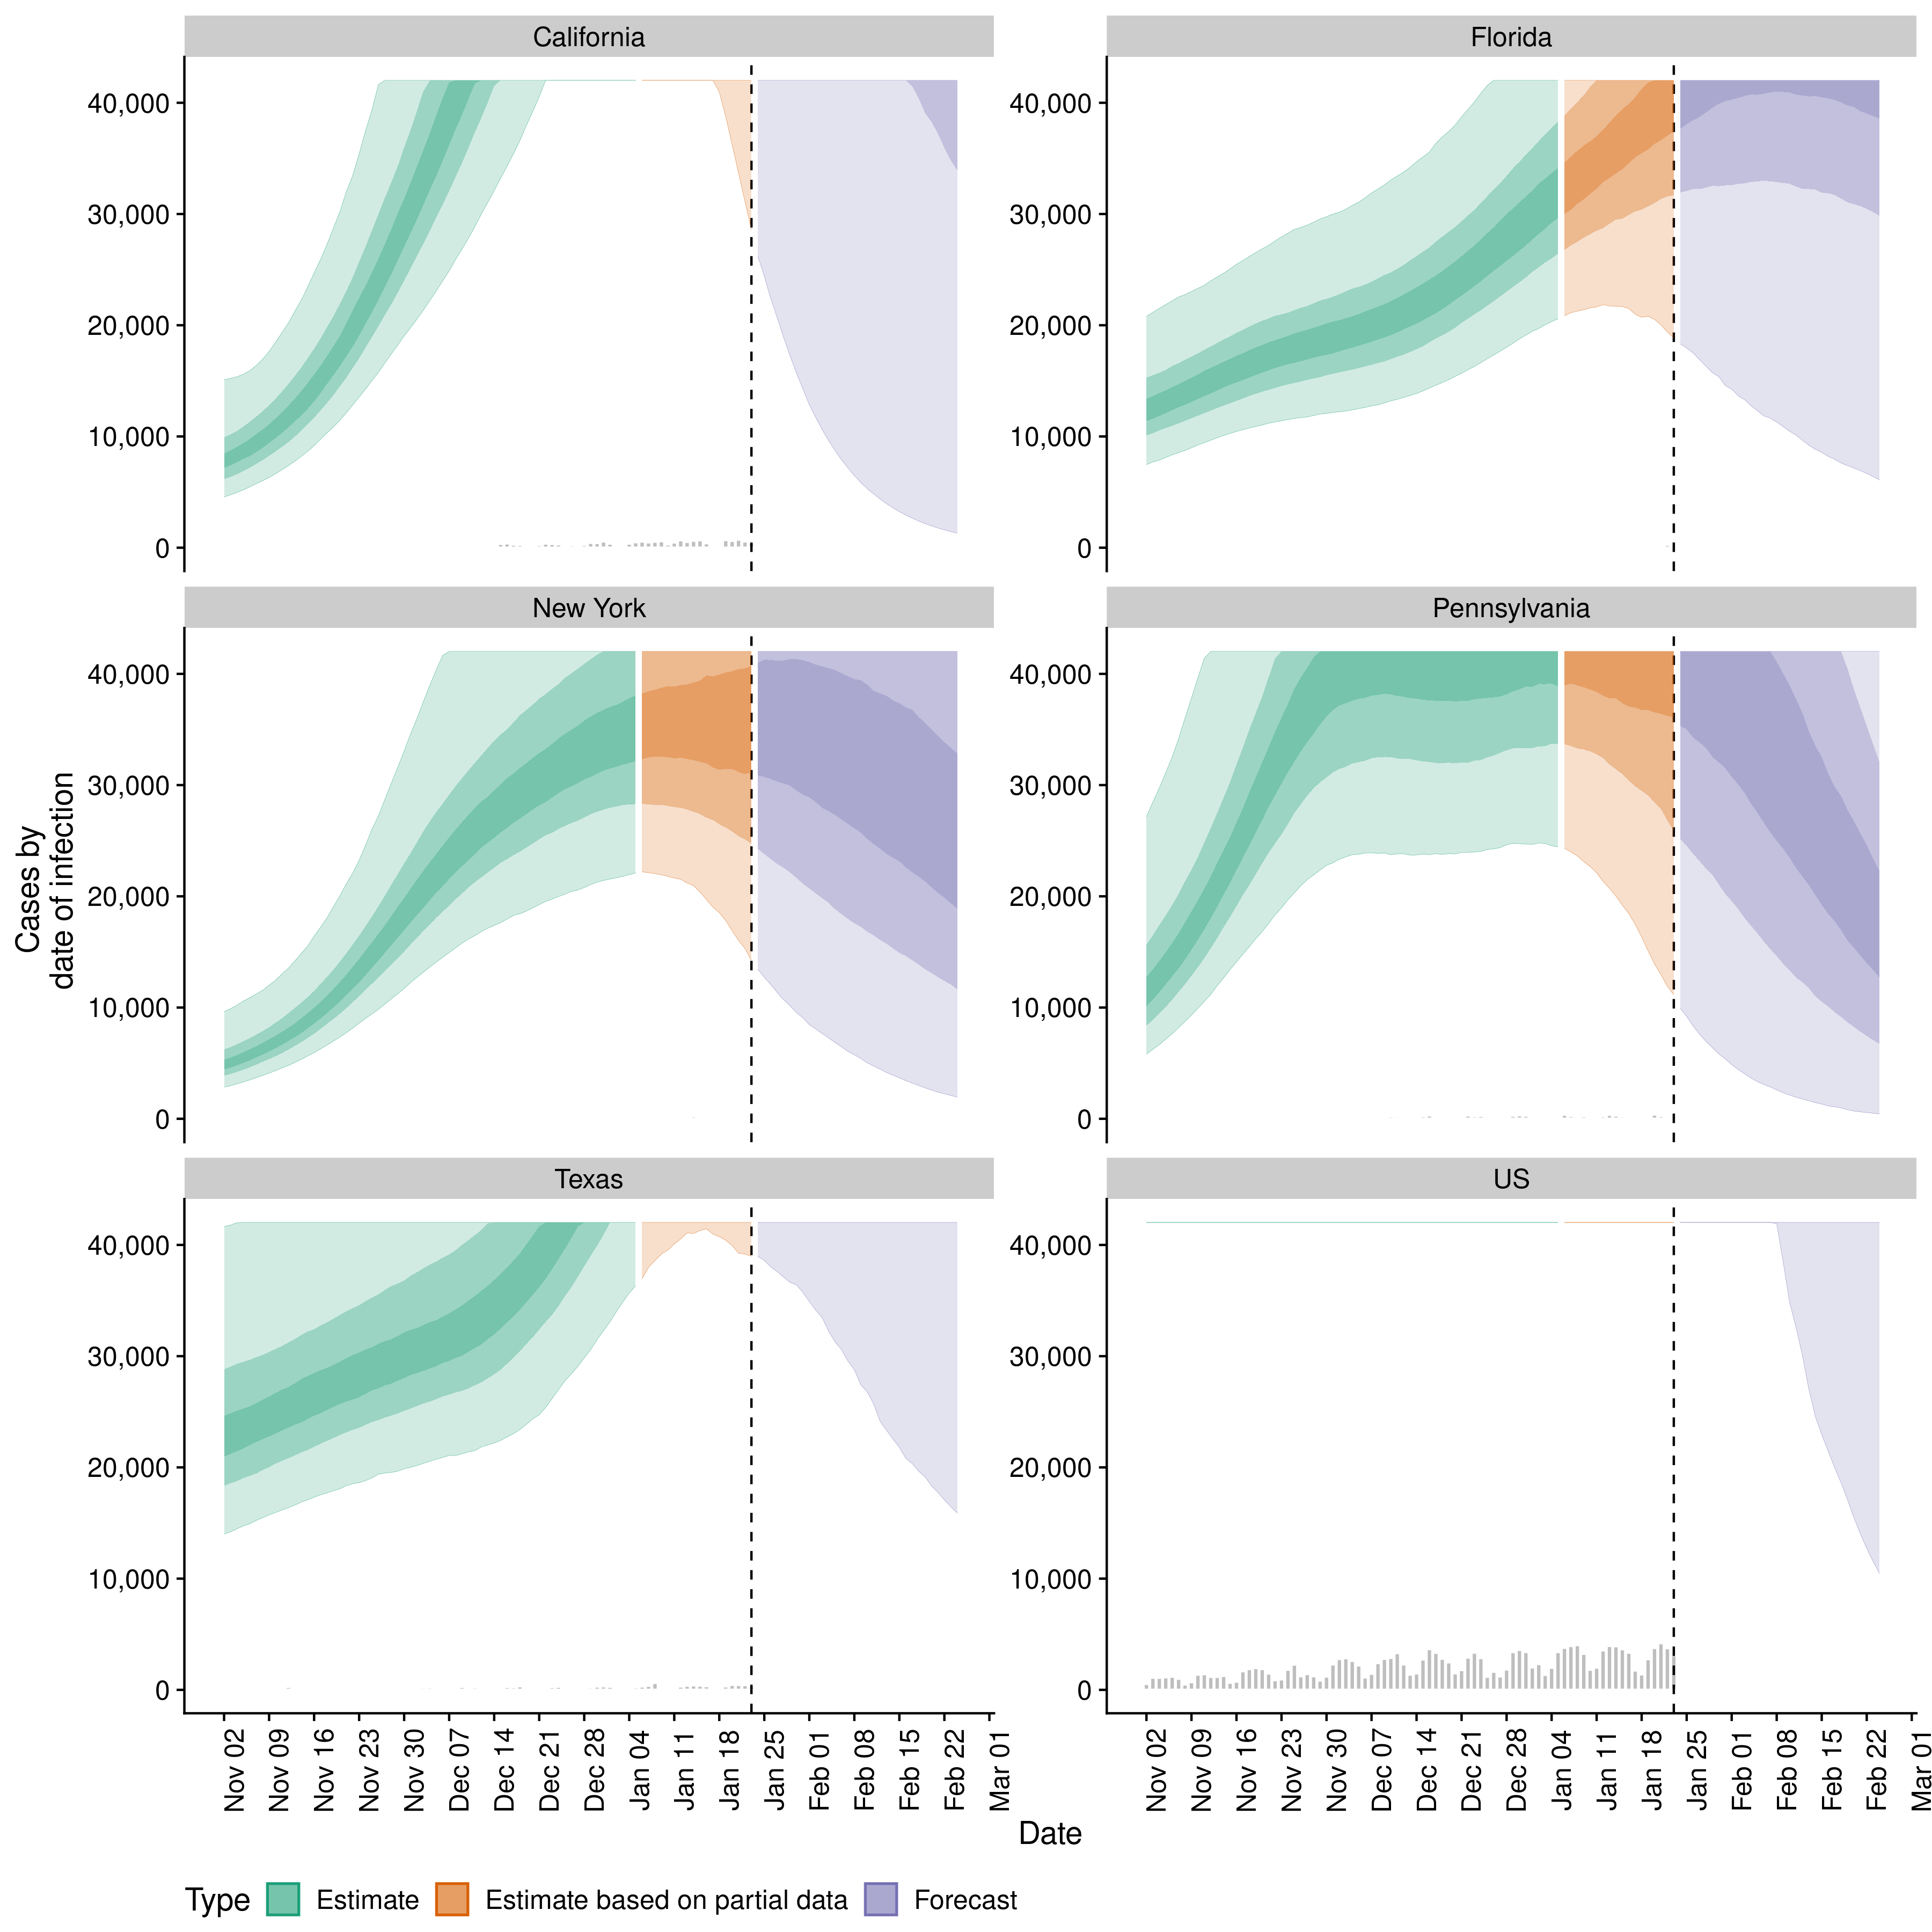 California
Florida
40,000
30,000
20,000
10,000
0
40,000
30,000
20,000
10,000
0
New York
Pennsylvania
40,000
30,000
20,000
10,000
0
40,000
30,000
20,000
10,000
0
Texas
US
40,000
30,000
20,000
10,000
0
40,000
30,000
20,000
10,000
0
Cases by
date of infection
Nov 02
Nov 09
Nov 16
Nov 23
Nov 30
Dec 07
Dec 14
Dec 21
Dec 28
Jan 04
Jan 11
Jan 18
Jan 25
Feb 01
Feb 08
Feb 15
Feb 22
Mar 01
Nov 02
Nov 09
Nov 16
Nov 23
Nov 30
Dec 07
Dec 14
Dec 21
Dec 28
Jan 04
Jan 11
Jan 18
Jan 25
Feb 01
Feb 08
Feb 15
Feb 22
Mar 01
Date
Type Estimate Estimate based on partial data Forecast